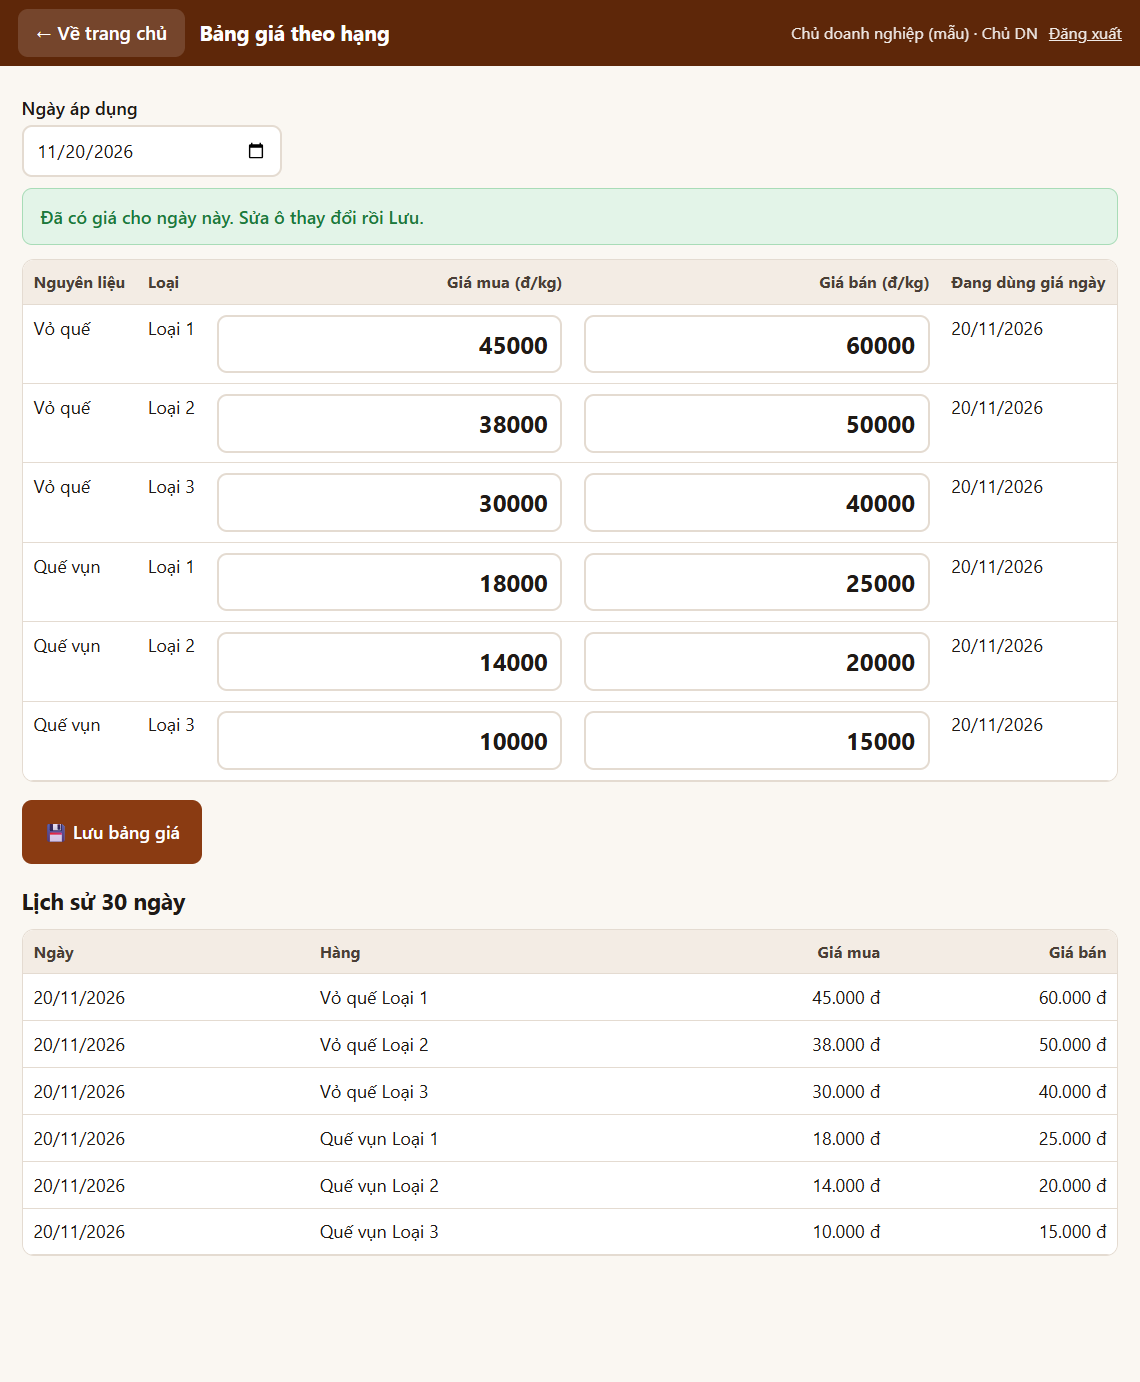 ← Về trang chủ Bảng giá theo hạng Chủ doanh nghiệp (mẫu) · Chủ DN Đăng xuất
Ngày áp dụng
11/20/2026
Đã có giá cho ngày này. Sửa ô thay đổi rồi Lưu.
Nguyên liệu Loại Giá mua (đ/kg) Giá bán (đ/kg) Đang dùng giá ngày
Vỏ quế Loại 1 45000 60000 20/11/2026
Vỏ quế Loại 2 38000 50000 20/11/2026
Vỏ quế Loại 3 30000 40000 20/11/2026
Quế vụn Loại 1 18000 25000 20/11/2026
Quế vụn Loại 2 14000 20000 20/11/2026
Quế vụn Loại 3 10000 15000 20/11/2026
💾 Lưu bảng giá
Lịch sử 30 ngày
Ngày Hàng Giá mua Giá bán
20/11/2026 Vỏ quế Loại 1 45.000 đ 60.000 đ
20/11/2026 Vỏ quế Loại 2 38.000 đ 50.000 đ
20/11/2026 Vỏ quế Loại 3 30.000 đ 40.000 đ
20/11/2026 Quế vụn Loại 1 18.000 đ 25.000 đ
20/11/2026 Quế vụn Loại 2 14.000 đ 20.000 đ
20/11/2026 Quế vụn Loại 3 10.000 đ 15.000 đ